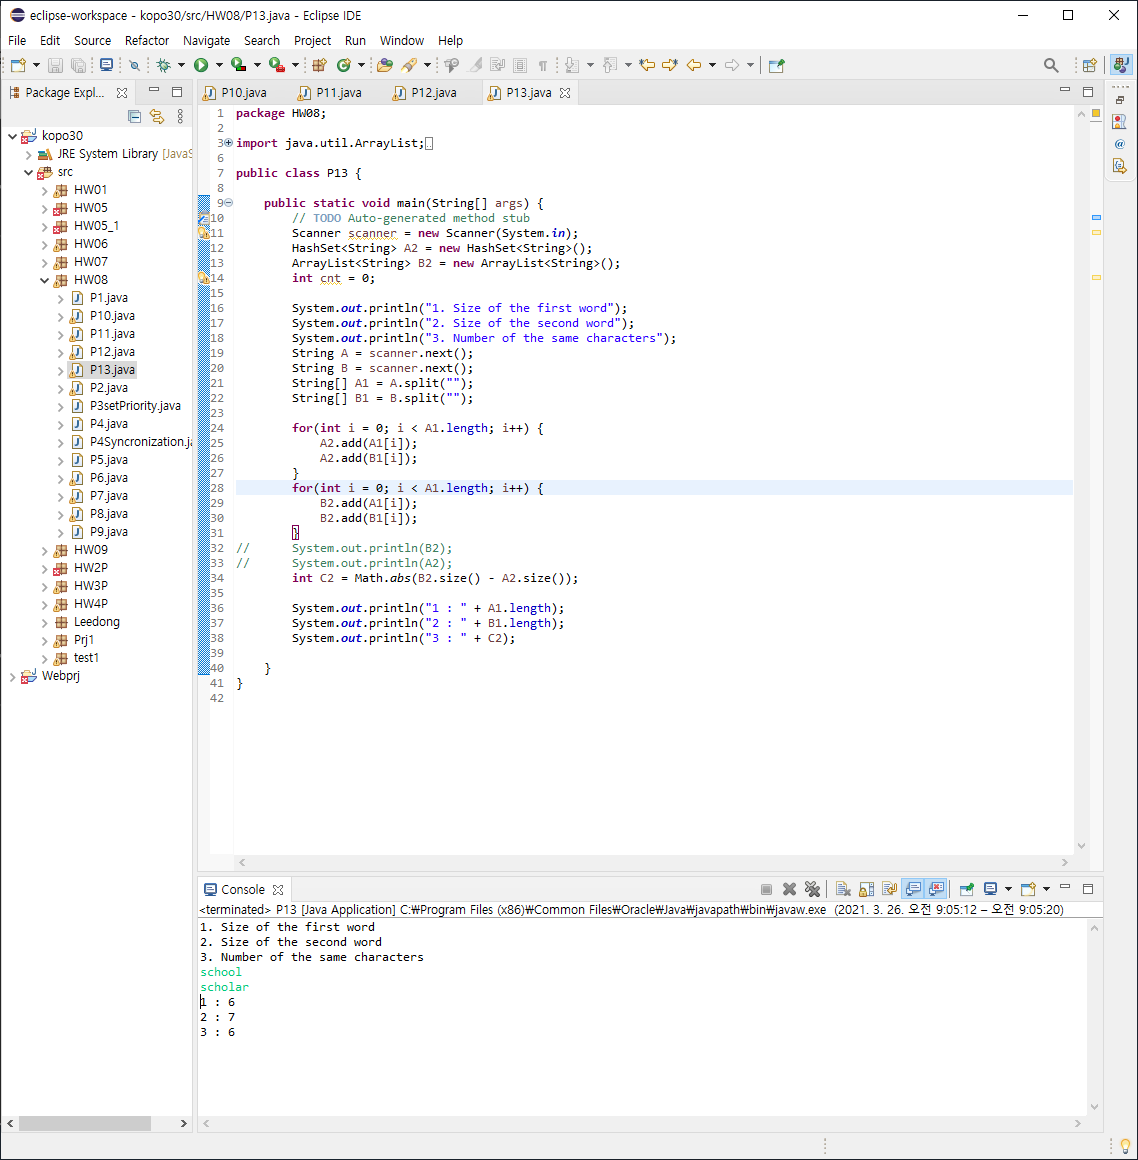 eclipse-workspace - kopo30/src/HW08/P13.java - Eclipse IDE
File Edit Source Refactor Navigate Search Project Run Window Help
Package Expl...
kopo30
JRE System Library [JavaS
src
HW01
HW05
HW05_1
HW06
HW07
HW08
P1.java
P10.java
P11.java
P12.java
P13.java
P2.java
P3setPriority.java
P4.java
P4Syncronization.ja
P5.java
P6.java
P7.java
P8.java
P9.java
HW09
HW2P
HW3P
HW4P
Leedong
Prj1
test1
Webprj
P10.java P11.java P12.java P13.java
1 package HW08;
2
3 import java.util.ArrayList;
6
7 public class P13 {
8
9 public static void main(String[] args) {
10 // TODO Auto-generated method stub
11 Scanner scanner = new Scanner(System.in);
12 HashSet<String> A2 = new HashSet<String>();
13 ArrayList<String> B2 = new ArrayList<String>();
14 int cnt = 0;
15
16 System.out.println("1. Size of the first word");
17 System.out.println("2. Size of the second word");
18 System.out.println("3. Number of the same characters");
19 String A = scanner.next();
20 String B = scanner.next();
21 String[] A1 = A.split("");
22 String[] B1 = B.split("");
23
24 for(int i = 0; i < A1.length; i++) {
25 A2.add(A1[i]);
26 A2.add(B1[i]);
27 }
28 for(int i = 0; i < A1.length; i++) {
29 B2.add(A1[i]);
30 B2.add(B1[i]);
31 }
32 // System.out.println(B2);
33 // System.out.println(A2);
34 int C2 = Math.abs(B2.size() - A2.size());
35
36 System.out.println("1 : " + A1.length);
37 System.out.println("2 : " + B1.length);
38 System.out.println("3 : " + C2);
39
40 }
41 }
42
Console
<terminated> P13 [Java Application] C:₩Program Files (x86)₩Common Files₩Oracle₩Java₩javapath₩bin₩javaw.exe (2021. 3. 26. 오전 9:05:12 – 오전 9:05:20)
1. Size of the first word
2. Size of the second word
3. Number of the same characters
school
scholar
1 : 6
2 : 7
3 : 6